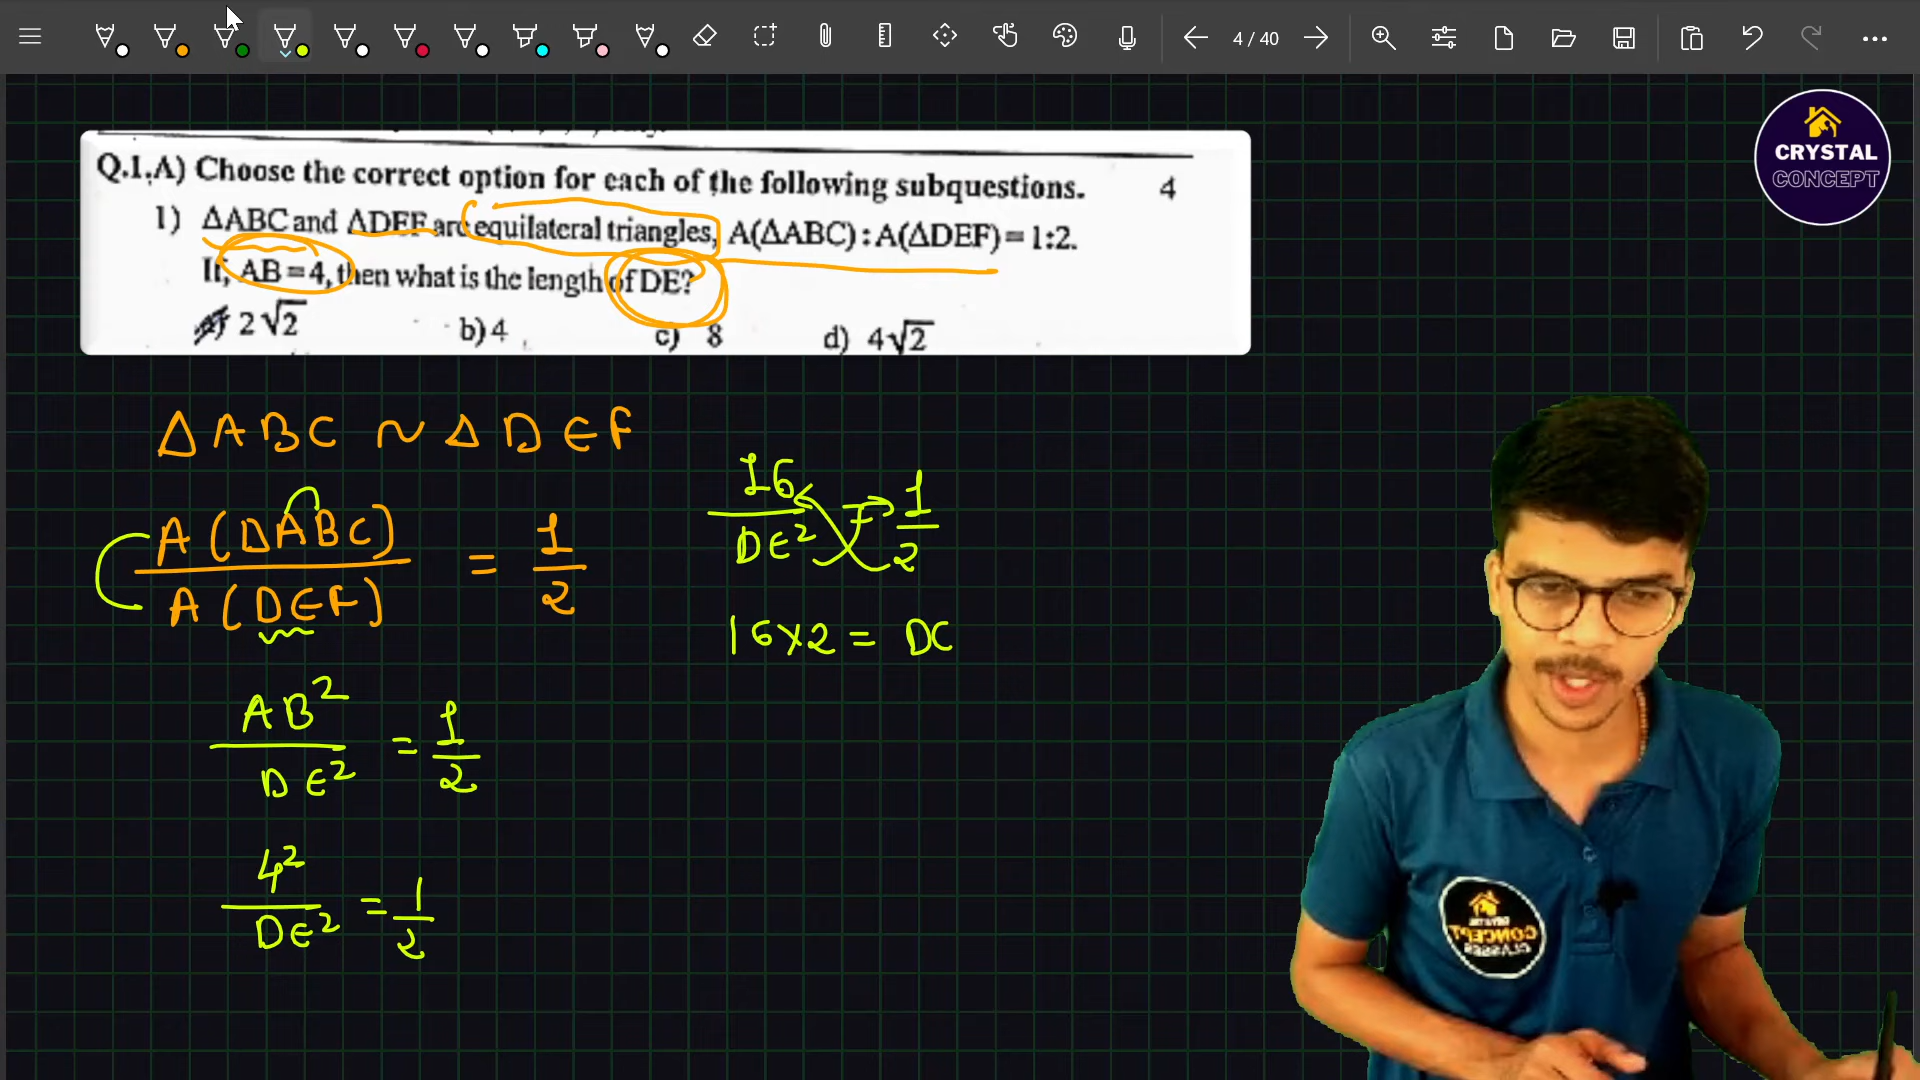 4 / 40
CRYSTAL
CONCEPT
Q.1.A) Choose the correct option for each of the following subquestions. 4
1) ΔABC and ΔDEF are equilateral triangles, A(ΔABC) : A(ΔDEF) = 1:2.
If, AB = 4, then what is the length of DE?
2√2 b) 4 c) 8 d) 4√2
Δ A B C ~ Δ D E F
A (ΔABC) / A (DEF) = 1/2
AB² / DE² = 1/2
4² / DE² = 1/2
16 / DE² = 1/2
16×2 = DC
CONCEPT
CLASSES